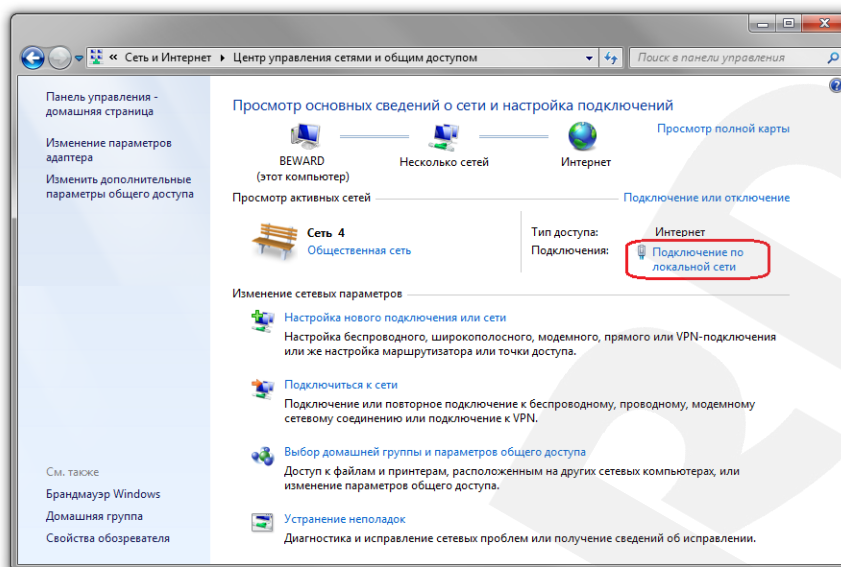 « Сеть и Интернет ▸ Центр управления сетями и общим доступом
Поиск в панели управления
Панель управления -
домашняя страница
Изменение параметров
адаптера
Изменить дополнительные
параметры общего доступа
См. также
Брандмауэр Windows
Домашняя группа
Свойства обозревателя
Просмотр основных сведений о сети и настройка подключений
Просмотр полной карты
BEWARD
(этот компьютер)
Несколько сетей
Интернет
Просмотр активных сетей
Подключение или отключение
Сеть 4
Общественная сеть
Тип доступа: Интернет
Подключения: Подключение по
локальной сети
Изменение сетевых параметров
Настройка нового подключения или сети
Настройка беспроводного, широкополосного, модемного, прямого или VPN-подключения
или же настройка маршрутизатора или точки доступа.
Подключиться к сети
Подключение или повторное подключение к беспроводному, проводному, модемному
сетевому соединению или подключение к VPN.
Выбор домашней группы и параметров общего доступа
Доступ к файлам и принтерам, расположенным на других сетевых компьютерах, или
изменение параметров общего доступа.
Устранение неполадок
Диагностика и исправление сетевых проблем или получение сведений об исправлении.